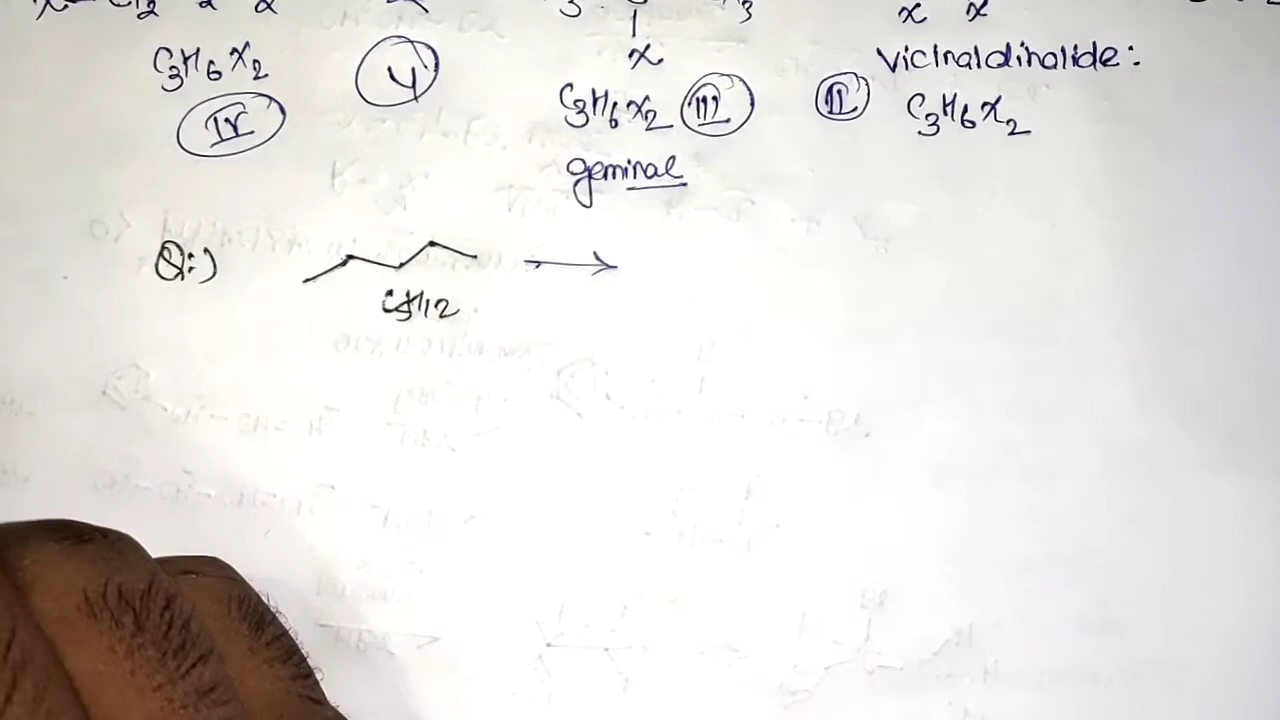 x
x x
C3H6X2 4 Vicinaldihalide:
IV C3H6X2 III II C3H6X2
geminal
Q:)
C5H12